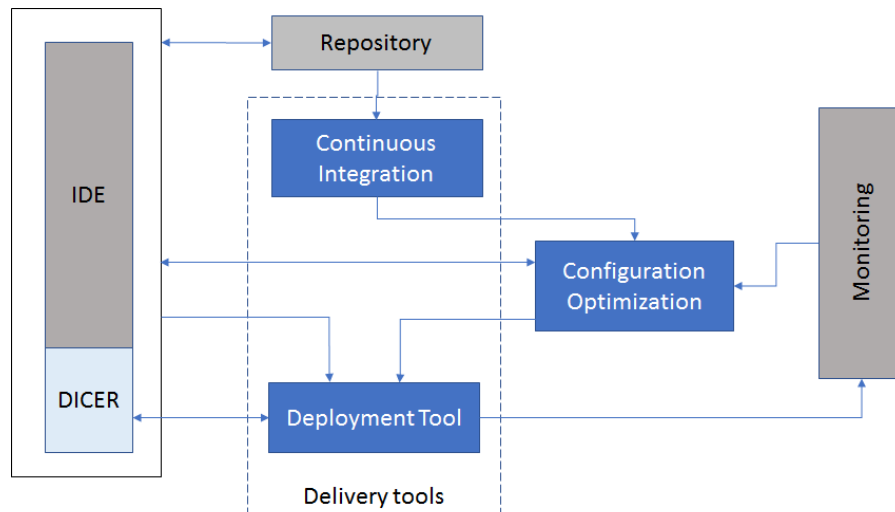 Repository
Continuous
Integration
IDE
Monitoring
Configuration
Optimization
DICER
Deployment Tool
Delivery tools